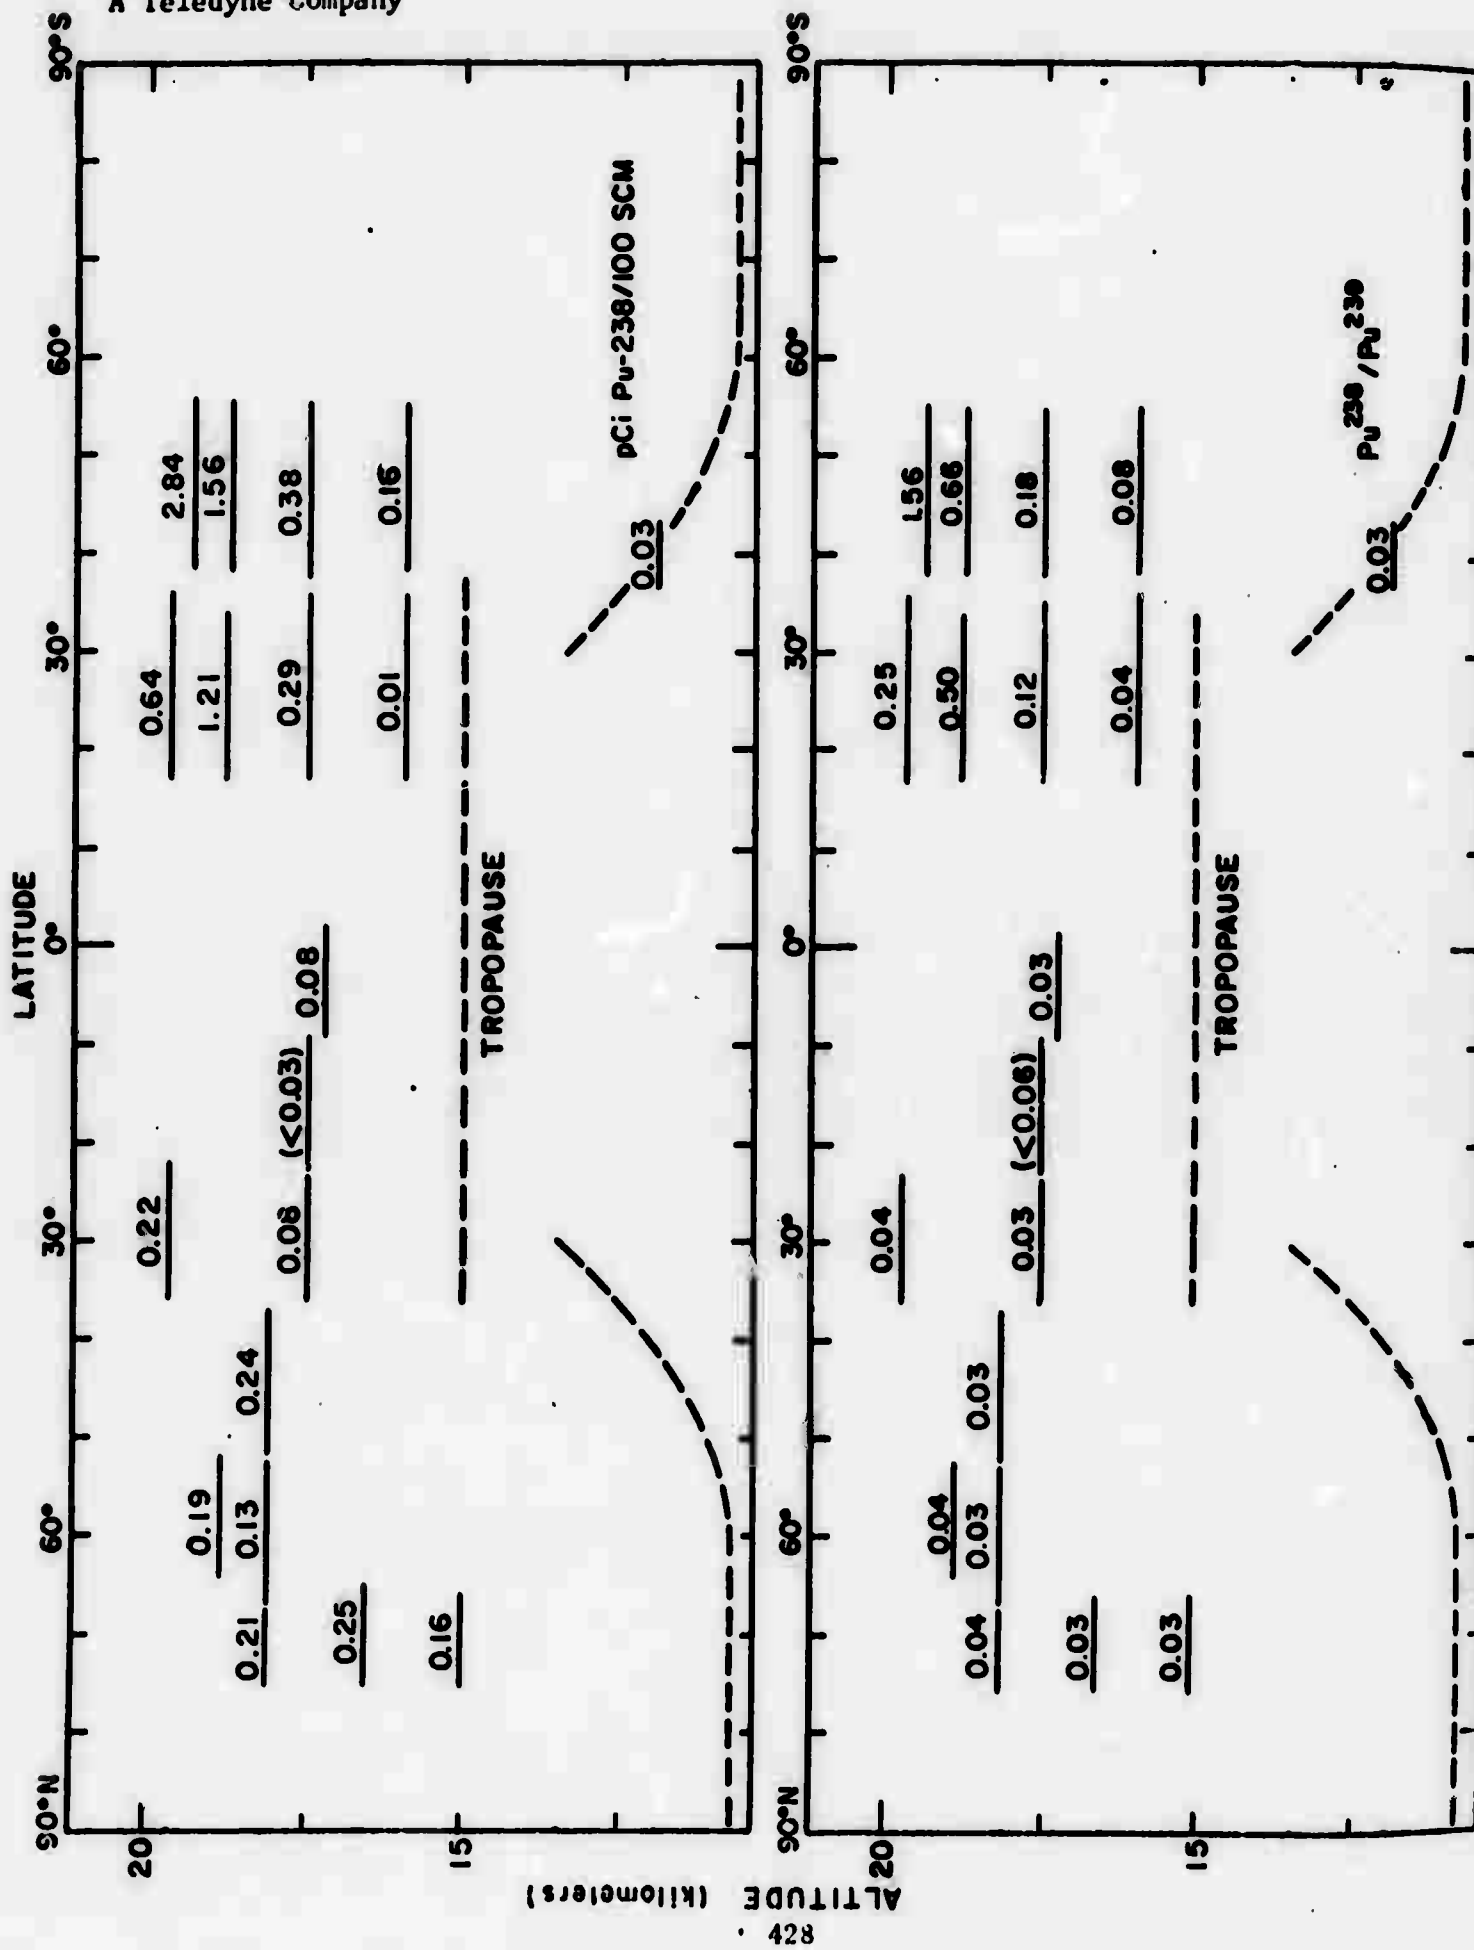 A Teledyne Company
LATITUDE
90°N 60° 30° 0° 30° 60° 90°S
ALTITUDE (kilometers)
20
15
0.22 0.64 2.84
0.19 1.21 1.56
0.21 0.13 0.24
0.08 (<0.03) 0.08 0.29 0.38
0.25 0.01 0.16
0.16
TROPOPAUSE
0.03
pCi Pu-238/100 SCM
90°N 60° 30° 0° 30° 60° 90°S
20
15
0.04 0.25 1.56
0.04 0.50 0.66
0.04 0.03 0.03
0.03 (<0.06) 0.03 0.12 0.18
0.03 0.04 0.08
0.03
TROPOPAUSE
0.03
Pu²³⁸/Pu²³⁹
428